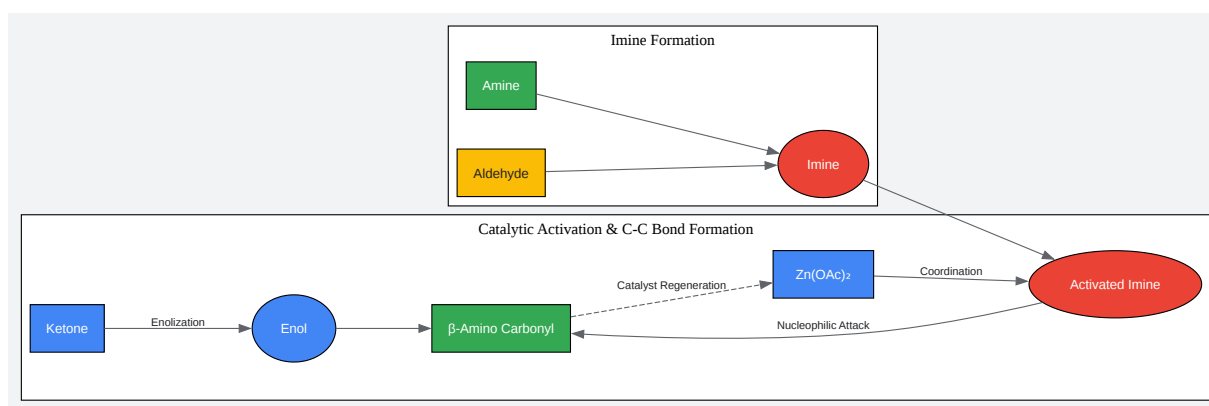 Imine Formation
Amine
Aldehyde
Imine
Catalytic Activation & C-C Bond Formation
Zn(OAc)₂
Coordination
Activated Imine
Catalyst Regeneration
Ketone
Enolization
Enol
β-Amino Carbonyl
Nucleophilic Attack